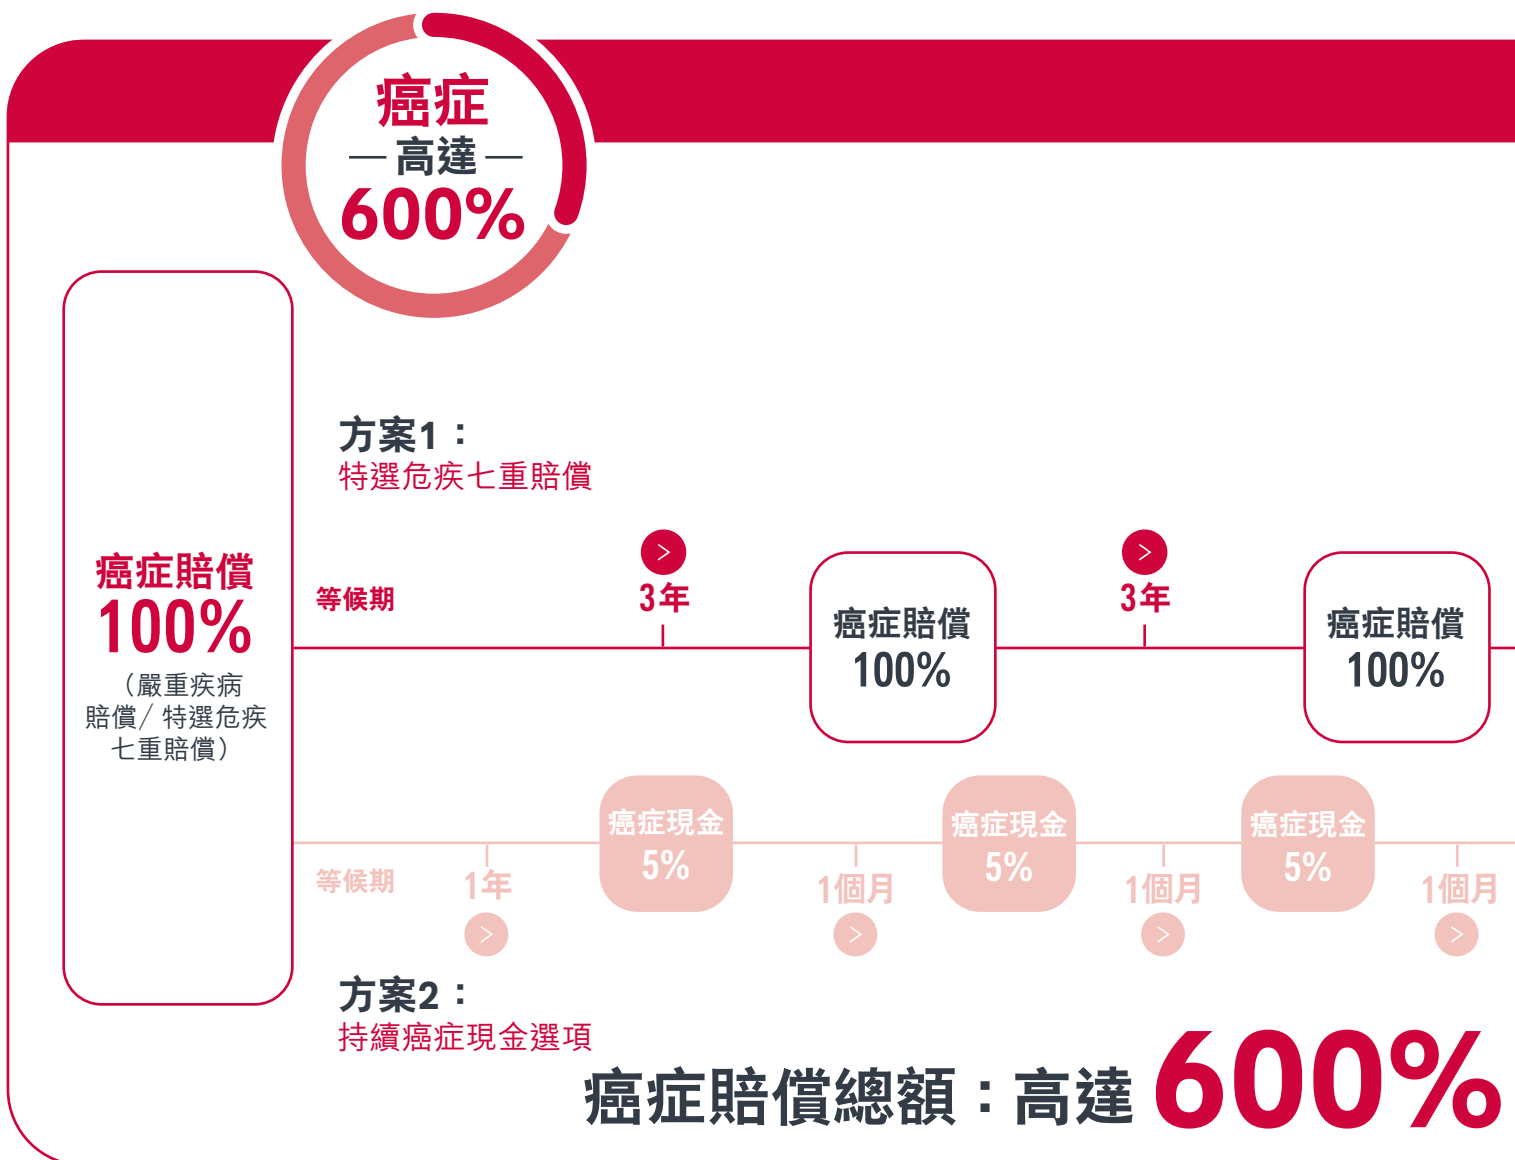 癌症
高達
600%
方案1：
特選危疾七重賠償
癌症賠償
100%
（嚴重疾病
賠償/ 特選危疾
七重賠償）
等候期
3年
癌症賠償
100%
3年
癌症賠償
100%
等候期
1年
癌症現金
5%
1個月
癌症現金
5%
1個月
癌症現金
5%
1個月
方案2：
持續癌症現金選項
癌症賠償總額：高達 600%